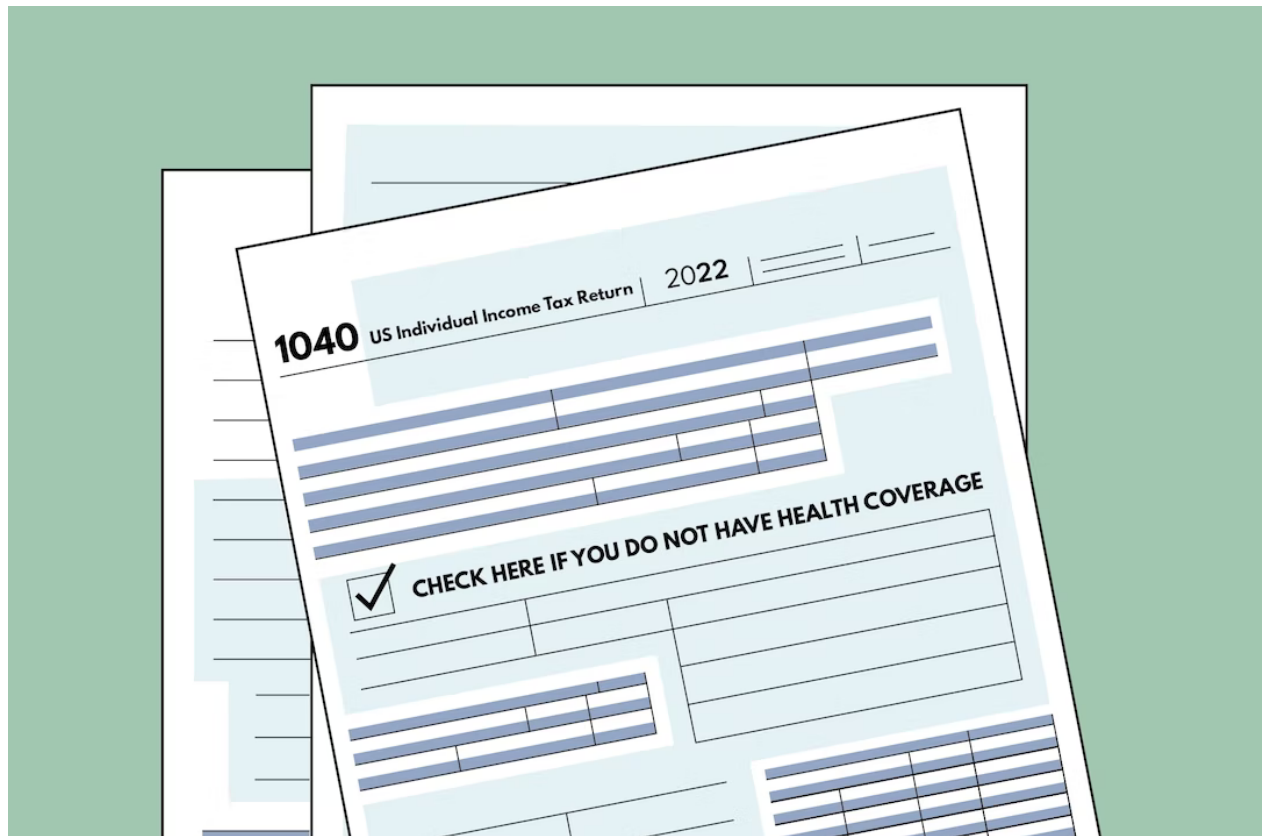 1040 US Individual Income Tax Return 2022
CHECK HERE IF YOU DO NOT HAVE HEALTH COVERAGE